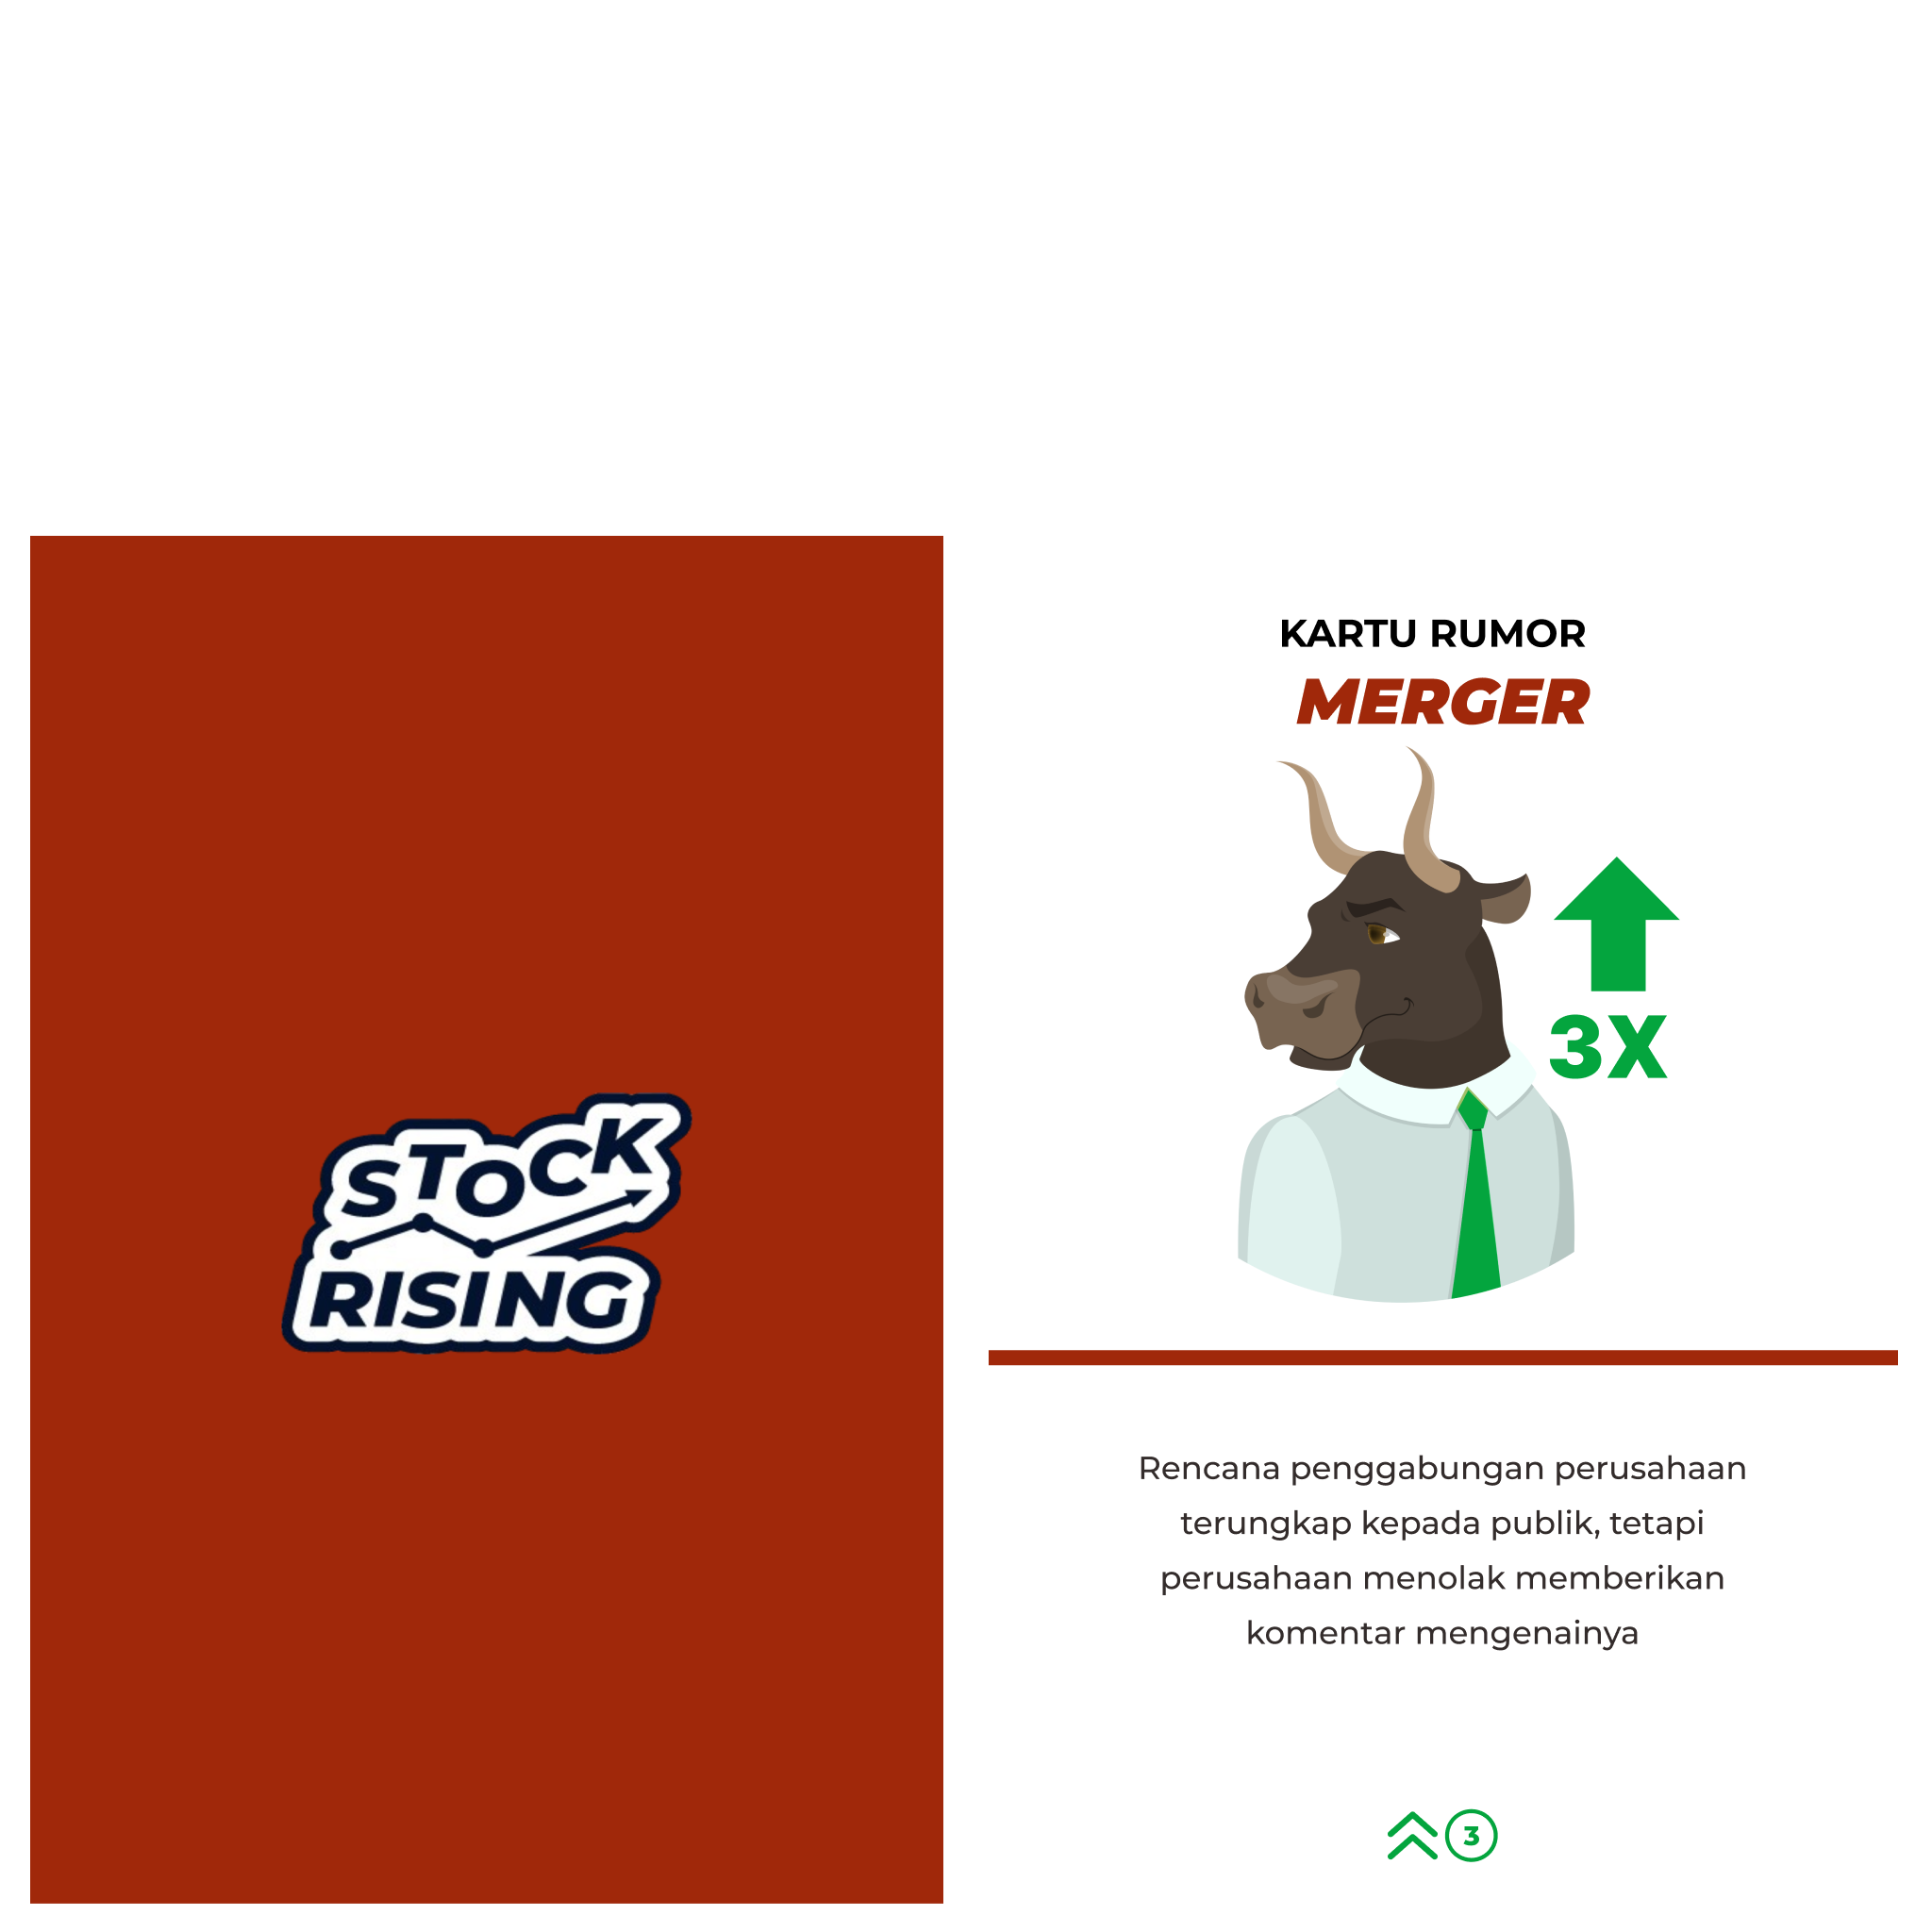 STOCK
RISING
KARTU RUMOR
MERGER
3X
Rencana penggabungan perusahaan
terungkap kepada publik, tetapi
perusahaan menolak memberikan
komentar mengenainya
3